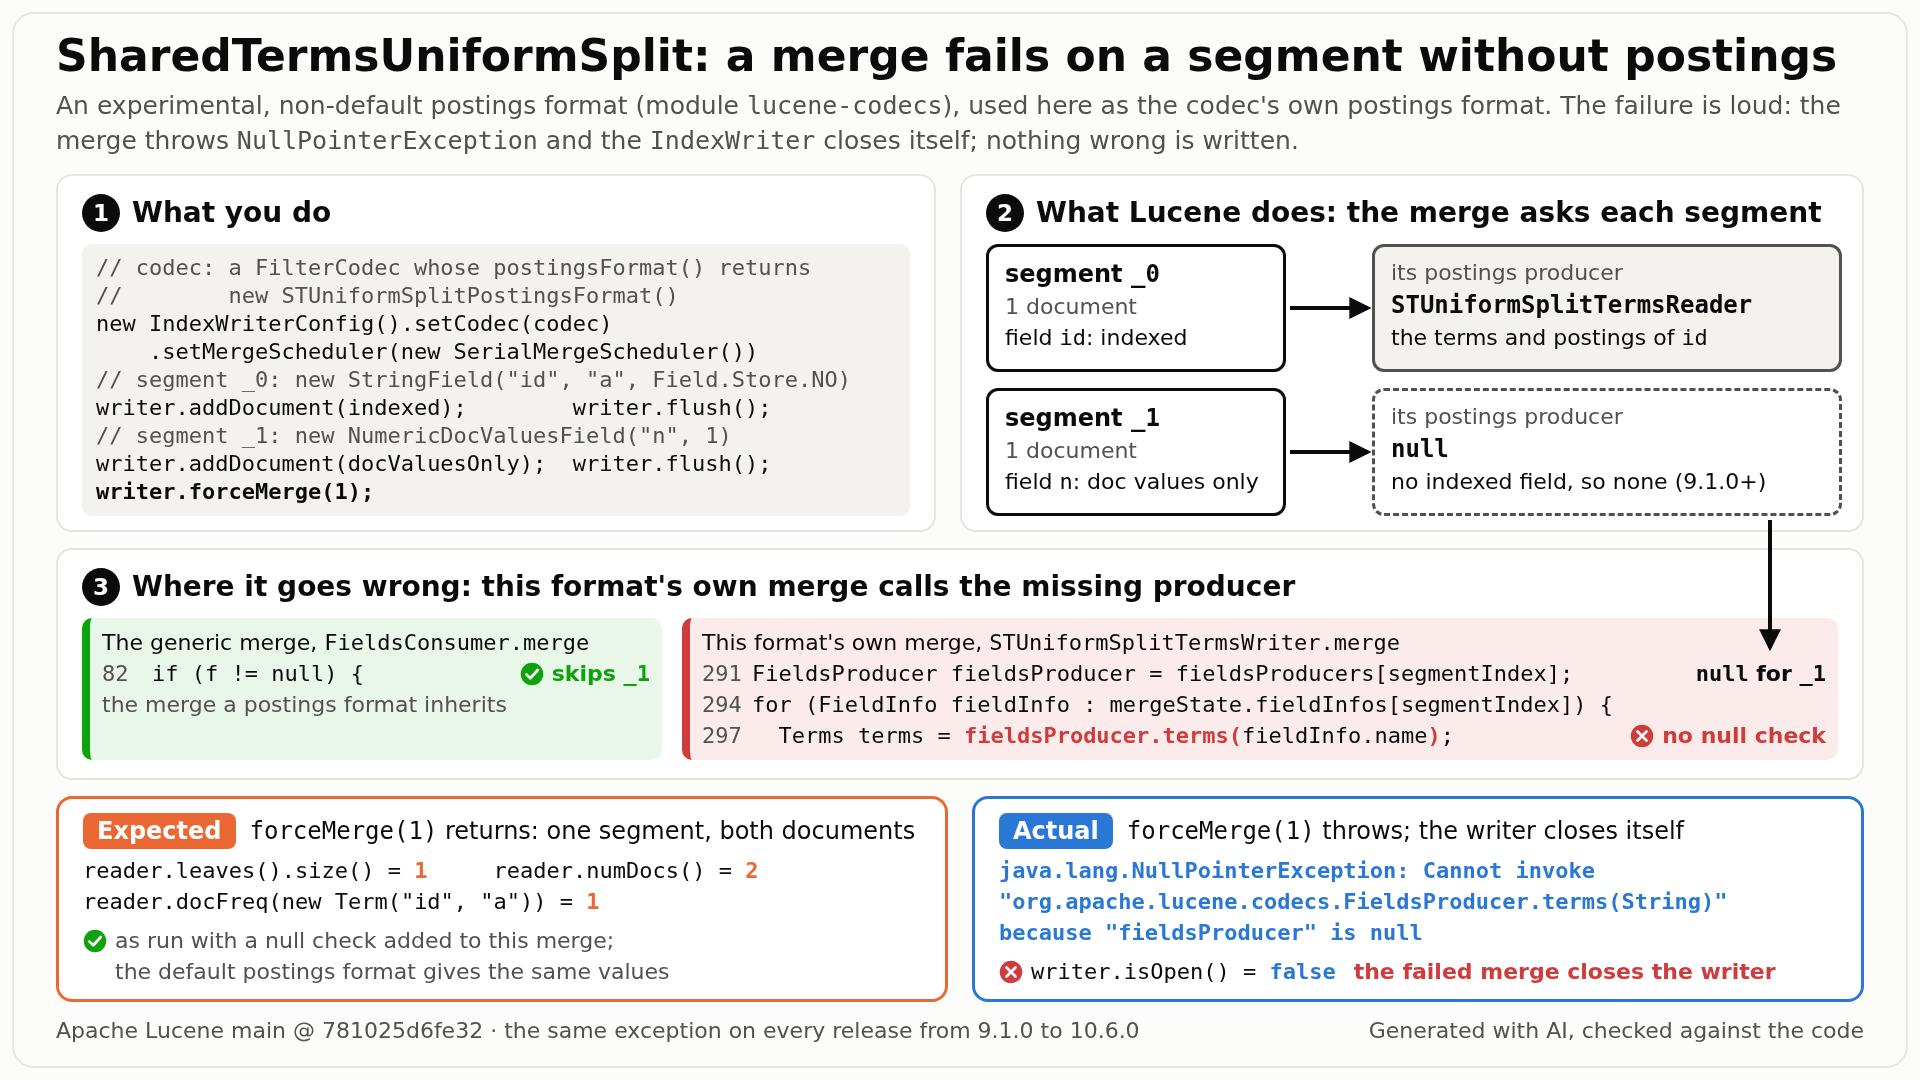 SharedTermsUniformSplit: a merge fails on a segment without postings
An experimental, non-default postings format (module lucene-codecs), used here as the codec's own postings format. The failure is loud: the
merge throws NullPointerException and the IndexWriter closes itself; nothing wrong is written.
1 What you do
// codec: a FilterCodec whose postingsFormat() returns
//        new STUniformSplitPostingsFormat()
new IndexWriterConfig().setCodec(codec)
    .setMergeScheduler(new SerialMergeScheduler())
// segment _0: new StringField("id", "a", Field.Store.NO)
writer.addDocument(indexed);        writer.flush();
// segment _1: new NumericDocValuesField("n", 1)
writer.addDocument(docValuesOnly);  writer.flush();
writer.forceMerge(1);
2 What Lucene does: the merge asks each segment
segment _0
1 document
field id: indexed
its postings producer
STUniformSplitTermsReader
the terms and postings of id
segment _1
1 document
field n: doc values only
its postings producer
null
no indexed field, so none (9.1.0+)
3 Where it goes wrong: this format's own merge calls the missing producer
The generic merge, FieldsConsumer.merge
82 if (f != null) { skips _1
the merge a postings format inherits
This format's own merge, STUniformSplitTermsWriter.merge
291 FieldsProducer fieldsProducer = fieldsProducers[segmentIndex]; null for _1
294 for (FieldInfo fieldInfo : mergeState.fieldInfos[segmentIndex]) {
297   Terms terms = fieldsProducer.terms(fieldInfo.name); no null check
Expected forceMerge(1) returns: one segment, both documents
reader.leaves().size() = 1     reader.numDocs() = 2
reader.docFreq(new Term("id", "a")) = 1
as run with a null check added to this merge;
the default postings format gives the same values
Actual forceMerge(1) throws; the writer closes itself
java.lang.NullPointerException: Cannot invoke
"org.apache.lucene.codecs.FieldsProducer.terms(String)"
because "fieldsProducer" is null
writer.isOpen() = false the failed merge closes the writer
Apache Lucene main @ 781025d6fe32 · the same exception on every release from 9.1.0 to 10.6.0
Generated with AI, checked against the code